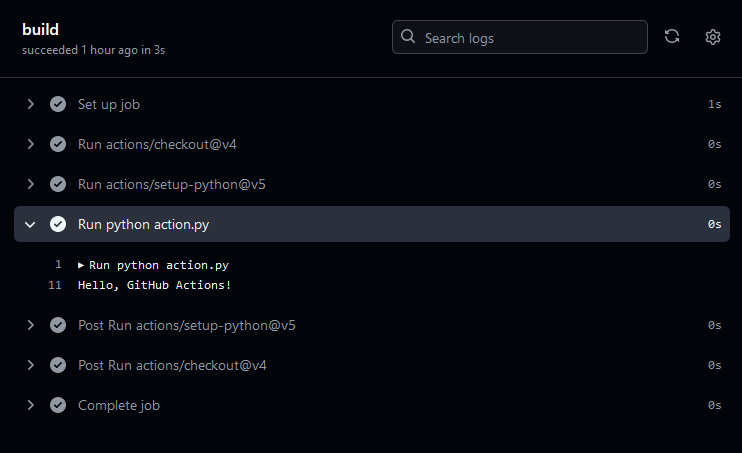 build
succeeded 1 hour ago in 3s
Search logs
Set up job 1s
Run actions/checkout@v4 0s
Run actions/setup-python@v5 0s
Run python action.py 0s
1 ▶ Run python action.py
11 Hello, GitHub Actions!
Post Run actions/setup-python@v5 0s
Post Run actions/checkout@v4 0s
Complete job 0s